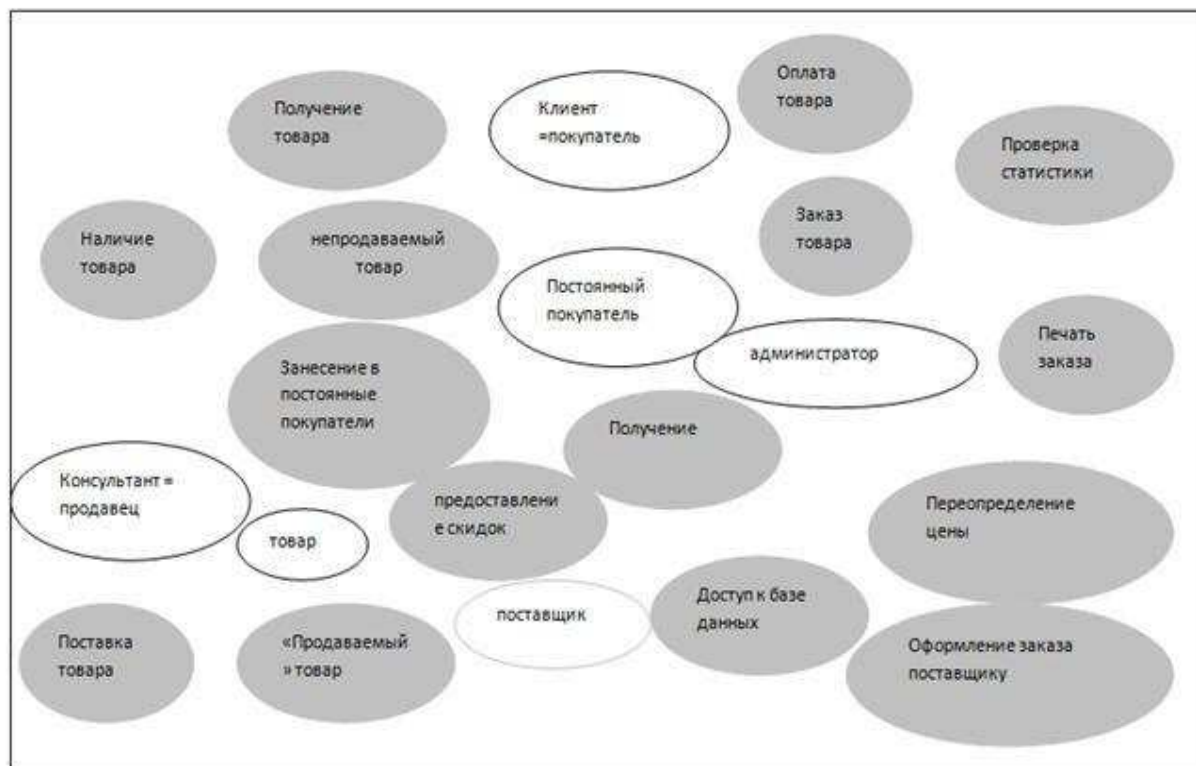 Оплата
товара
Получение
товара
Клиент
=покупатель
Проверка
статистики
Наличие
товара
непродаваемый
товар
Заказ
товара
Постоянный
покупатель
администратор
Печать
заказа
Занесение в
постоянные
покупатели
Получение
Консультант =
продавец
товар
предоставлени
е скидок
Переопределение
цены
поставщик
Доступ к базе
данных
Поставка
товара
«Продаваемый
» товар
Оформление заказа
поставщику